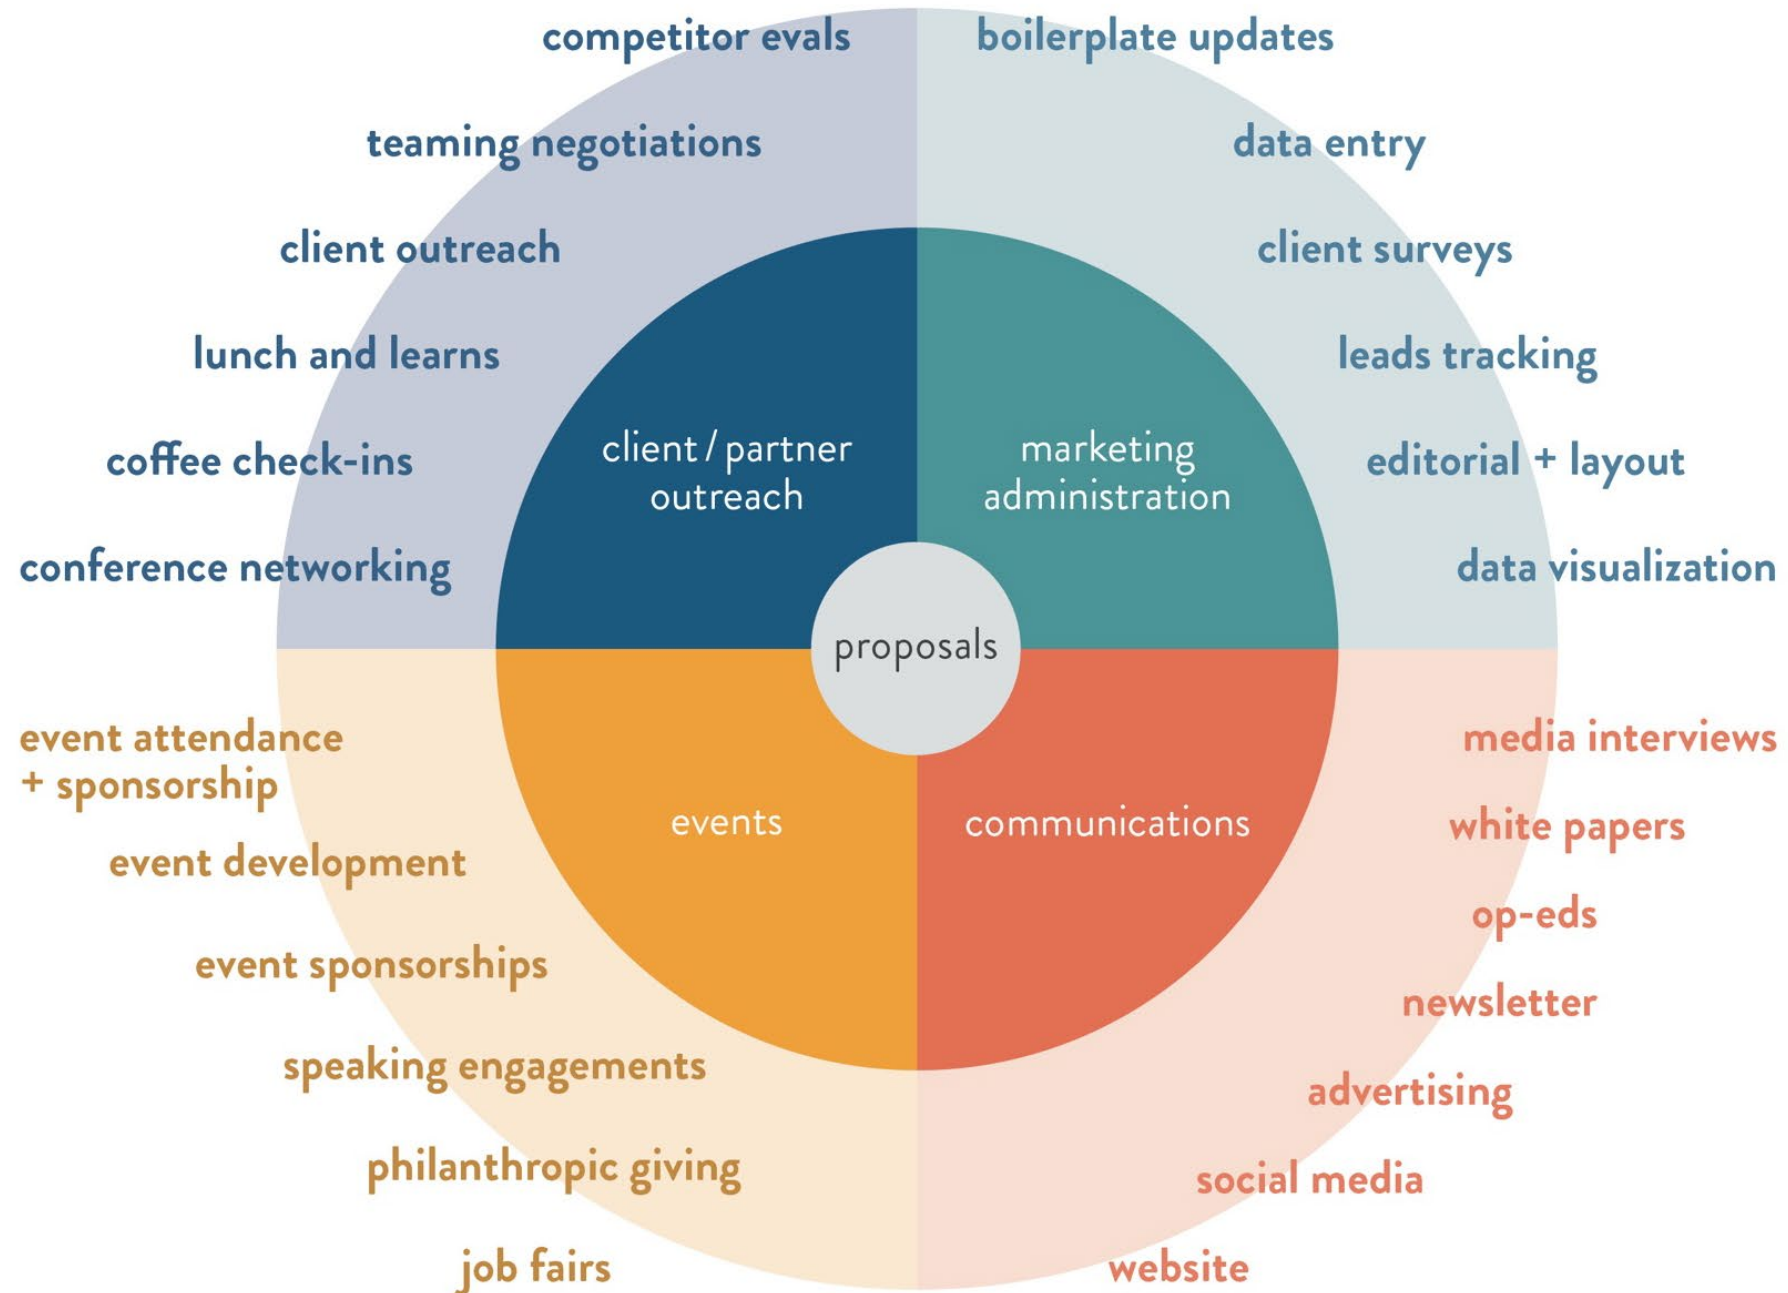 competitor evals
teaming negotiations
client outreach
lunch and learns
coffee check-ins
conference networking
boilerplate updates
data entry
client surveys
leads tracking
editorial + layout
data visualization
client / partner
outreach
marketing
administration
proposals
events
communications
event attendance
+ sponsorship
event development
event sponsorships
speaking engagements
philanthropic giving
job fairs
media interviews
white papers
op-eds
newsletter
advertising
social media
website